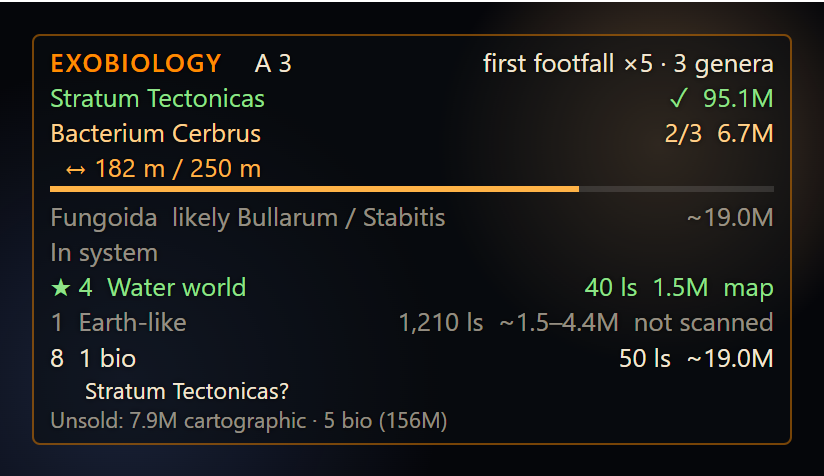 EXOBIOLOGY A 3 first footfall ×5 · 3 genera
Stratum Tectonicas ✓ 95.1M
Bacterium Cerbrus 2/3 6.7M
↔ 182 m / 250 m
Fungoida likely Bullarum / Stabitis ~19.0M
In system
★ 4 Water world 40 ls 1.5M map
1 Earth-like 1,210 ls ~1.5–4.4M not scanned
8 1 bio 50 ls ~19.0M
Stratum Tectonicas?
Unsold: 7.9M cartographic · 5 bio (156M)